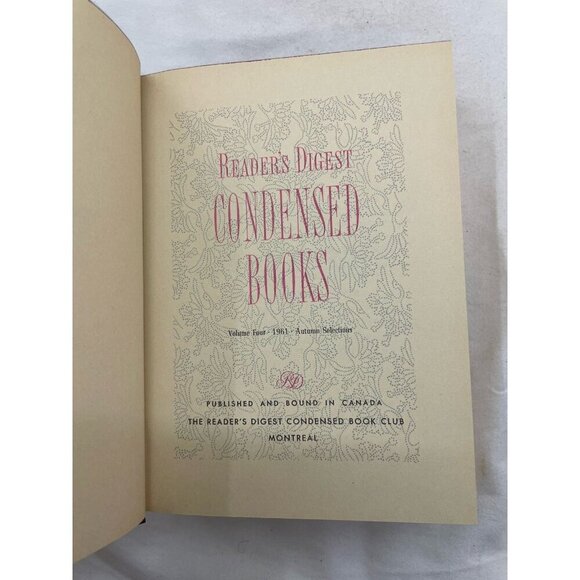 READER'S DIGEST
CONDENSED
BOOKS
Volume Four · 1961 · Autumn Selections
RD
PUBLISHED AND BOUND IN CANADA
THE READER'S DIGEST CONDENSED BOOK CLUB
MONTREAL